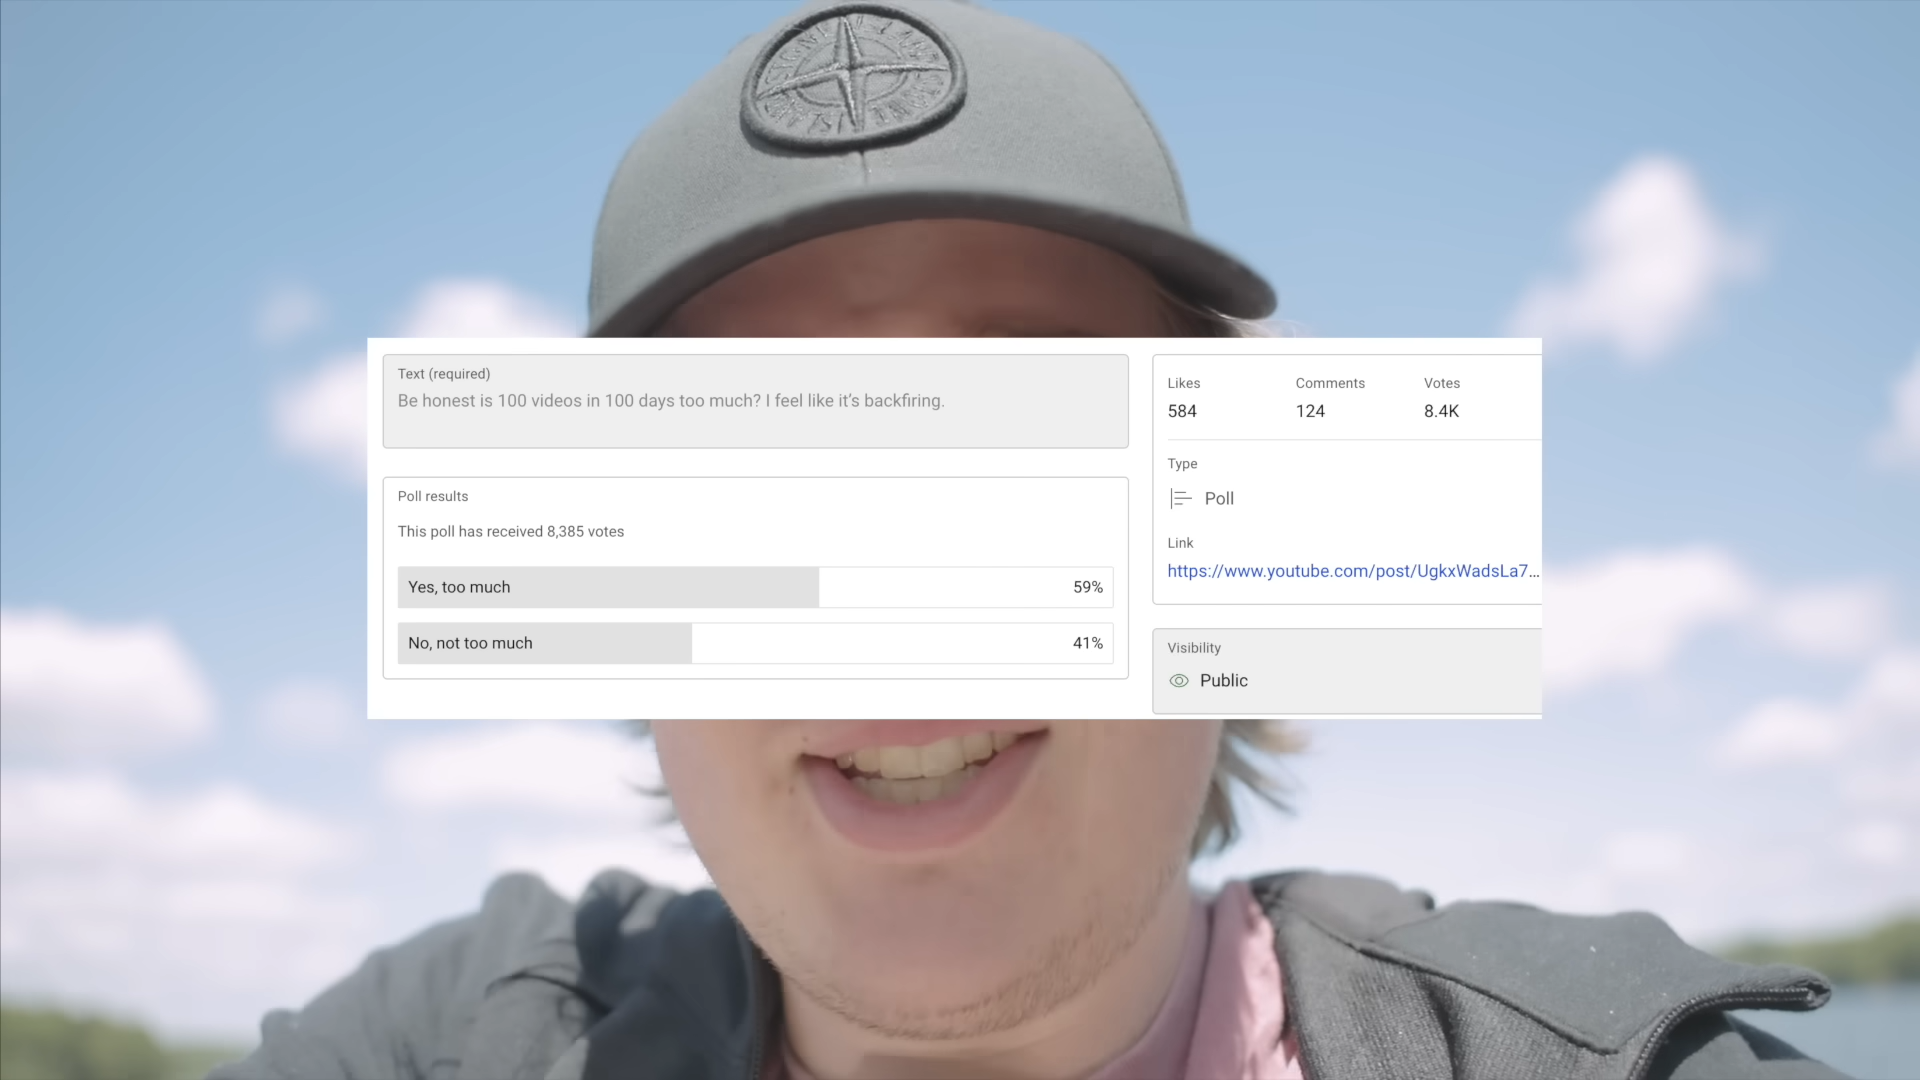 Text (required)
Be honest is 100 videos in 100 days too much? I feel like it’s backfiring.
Poll results
This poll has received 8,385 votes
Yes, too much 59%
No, not too much 41%
Likes Comments Votes
584 124 8.4K
Type
Poll
Link
https://www.youtube.com/post/UgkxWadsLa7…
Visibility
Public